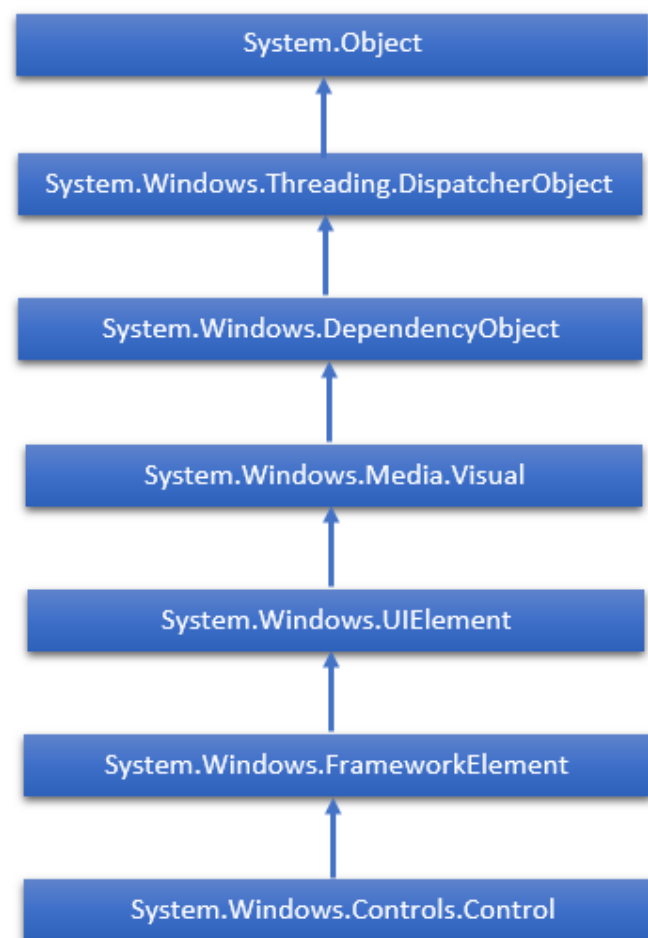 System.Object
System.Windows.Threading.DispatcherObject
System.Windows.DependencyObject
System.Windows.Media.Visual
System.Windows.UIElement
System.Windows.FrameworkElement
System.Windows.Controls.Control